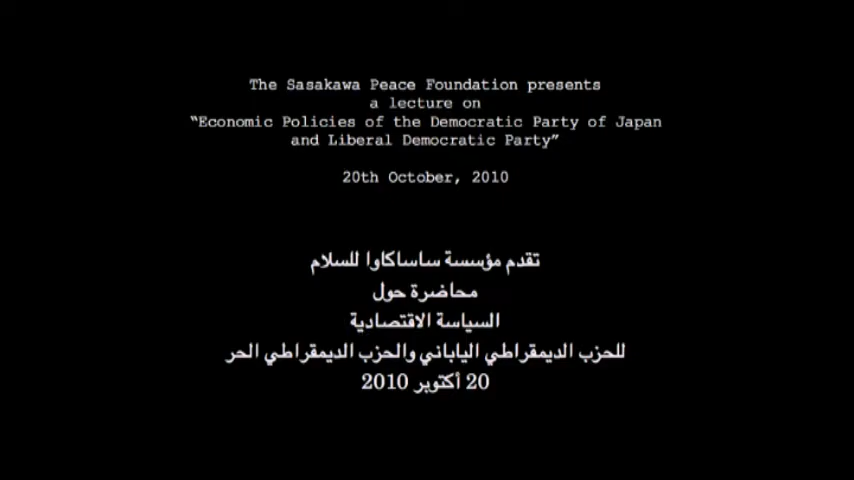 The Sasakawa Peace Foundation presents
a lecture on
“Economic Policies of the Democratic Party of Japan
and Liberal Democratic Party”
20th October, 2010
تقدم مؤسسة ساساكاوا للسلام
محاضرة حول
السياسة الاقتصادية
للحزب الديمقراطي الياباني والحزب الديمقراطي الحر
20 أكتوبر 2010